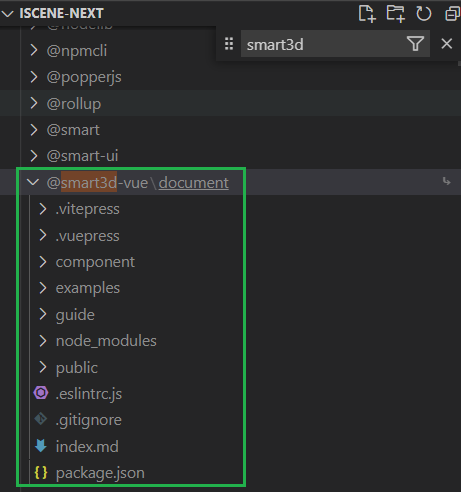 ISCENE-NEXT
smart3d
@npmcli
@popperjs
@rollup
@smart
@smart-ui
@smart3d-vue\document
.vitepress
.vuepress
component
examples
guide
node_modules
public
.eslintrc.js
.gitignore
index.md
{} package.json